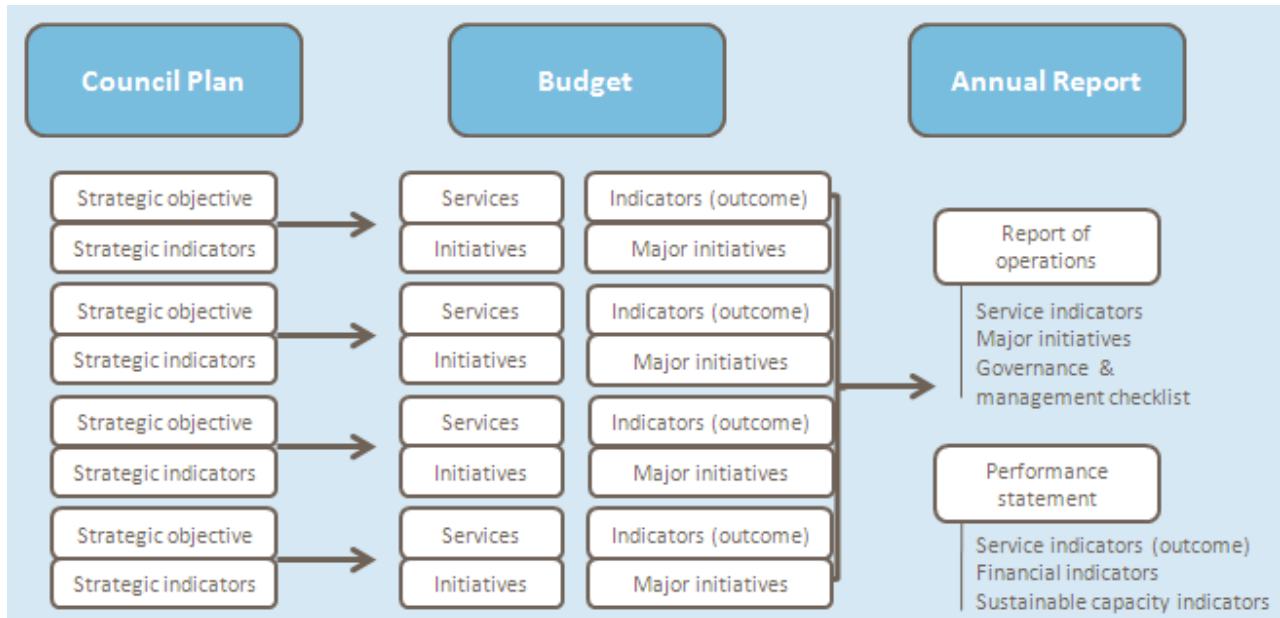 Council Plan
Budget
Annual Report
Strategic objective
Strategic indicators
Services
Initiatives
Indicators (outcome)
Major initiatives
Strategic objective
Strategic indicators
Services
Initiatives
Indicators (outcome)
Major initiatives
Strategic objective
Strategic indicators
Services
Initiatives
Indicators (outcome)
Major initiatives
Strategic objective
Strategic indicators
Services
Initiatives
Indicators (outcome)
Major initiatives
Report of
operations
Service indicators
Major initiatives
Governance &
management checklist
Performance
statement
Service indicators (outcome)
Financial indicators
Sustainable capacity indicators